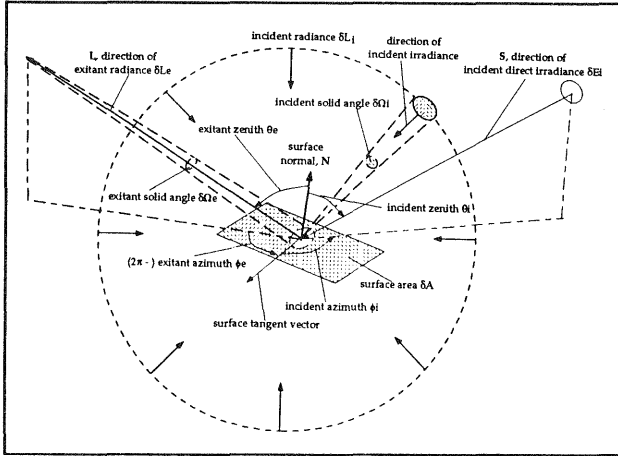 incident radiance δLi
L, direction of
exitant radiance δLe
direction of
incident irradiance
S, direction of
incident direct irradiance δEi
incident solid angle δΩi
exitant zenith θe
surface
normal, N
exitant solid angle δΩe
incident zenith θi
(2π - ) exitant azimuth ϕe
surface area δA
incident azimuth ϕi
surface tangent vector